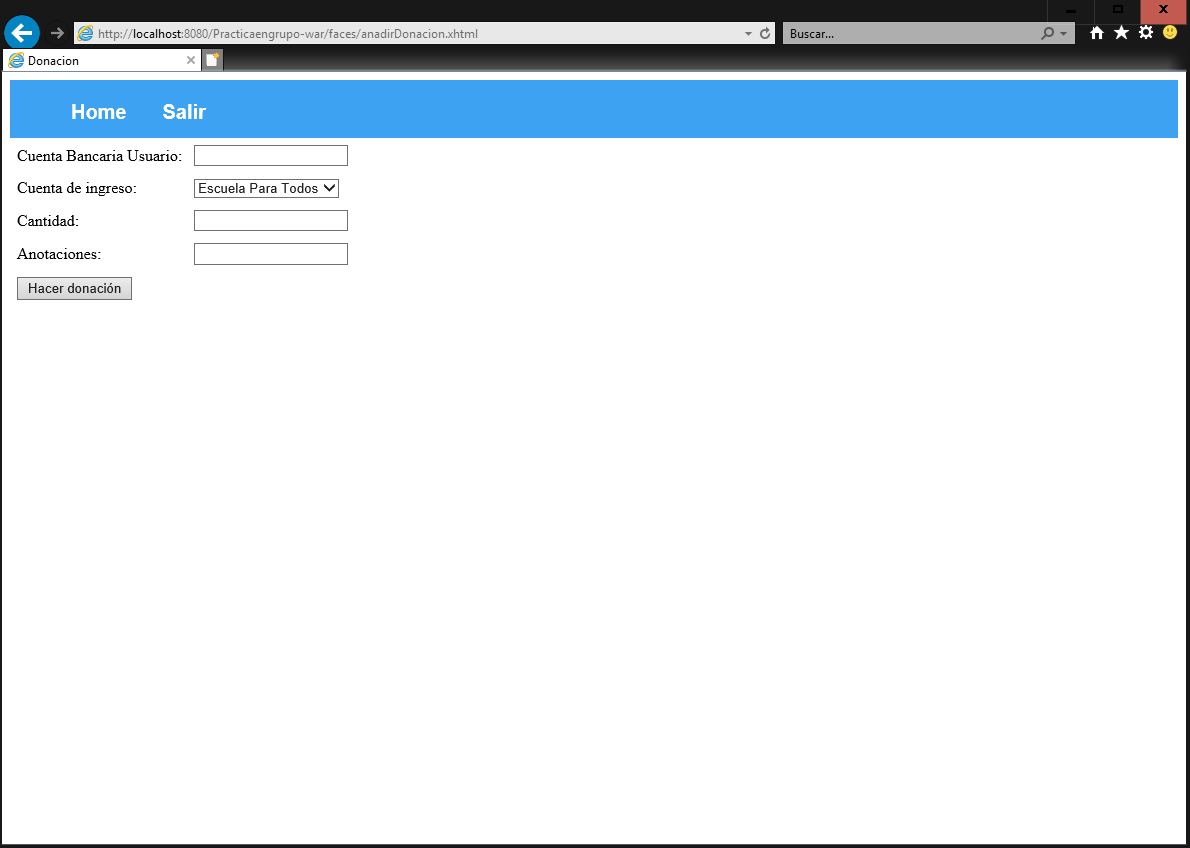 http://localhost:8080/Practicaengrupo-war/faces/anadirDonacion.xhtml
Buscar...
Donacion
Home Salir
Cuenta Bancaria Usuario:
Cuenta de ingreso: Escuela Para Todos
Cantidad:
Anotaciones:
Hacer donación